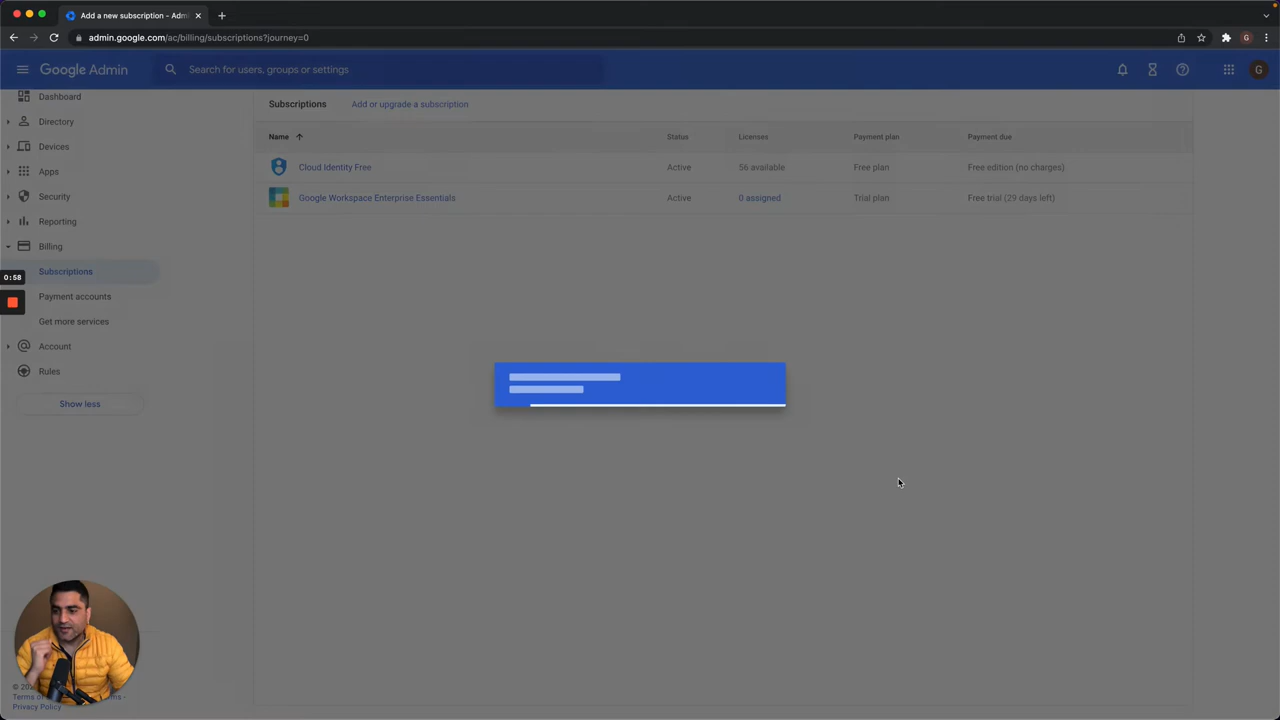 Add a new subscription - Admi
admin.google.com/ac/billing/subscriptions?journey=0
Google Admin
Search for users, groups or settings
G
G
Dashboard
Directory
Devices
Apps
Security
Reporting
Billing
Subscriptions
Payment accounts
Get more services
Account
Rules
Show less
0:58
Subscriptions Add or upgrade a subscription
Name Status Licenses Payment plan Payment due
Cloud Identity Free Active 56 available Free plan Free edition (no charges)
Google Workspace Enterprise Essentials Active 0 assigned Trial plan Free trial (29 days left)
© 20
Terms of
Privacy Policy